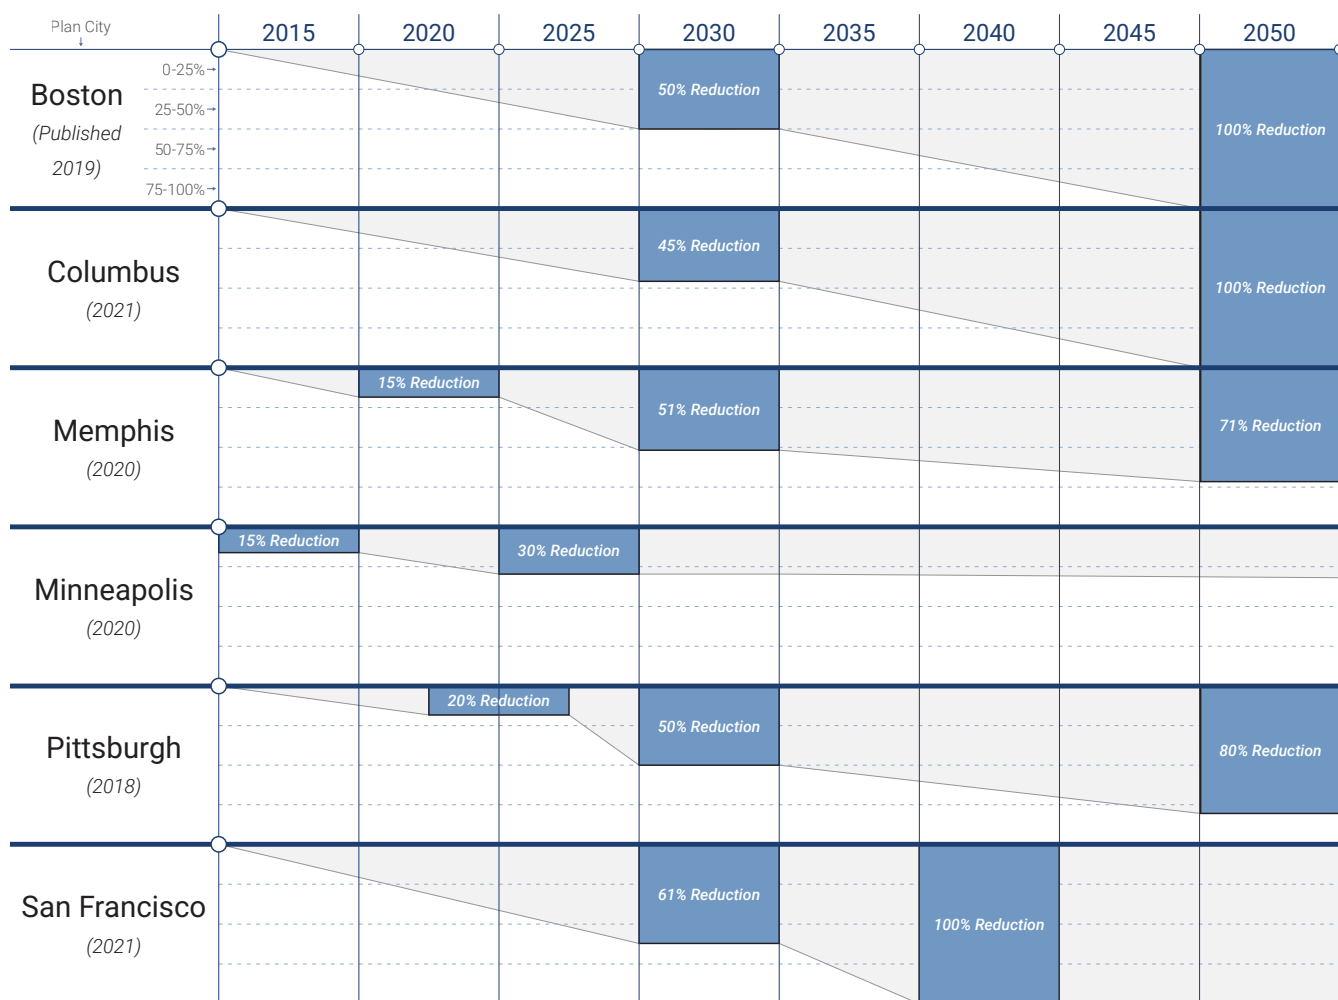 Plan City
2015 2020 2025 2030 2035 2040 2045 2050
Boston
(Published
2019)
0-25%
25-50%
50-75%
75-100%
50% Reduction
100% Reduction
Columbus
(2021)
45% Reduction
100% Reduction
Memphis
(2020)
15% Reduction
51% Reduction
71% Reduction
Minneapolis
(2020)
15% Reduction
30% Reduction
Pittsburgh
(2018)
20% Reduction
50% Reduction
80% Reduction
San Francisco
(2021)
61% Reduction
100% Reduction